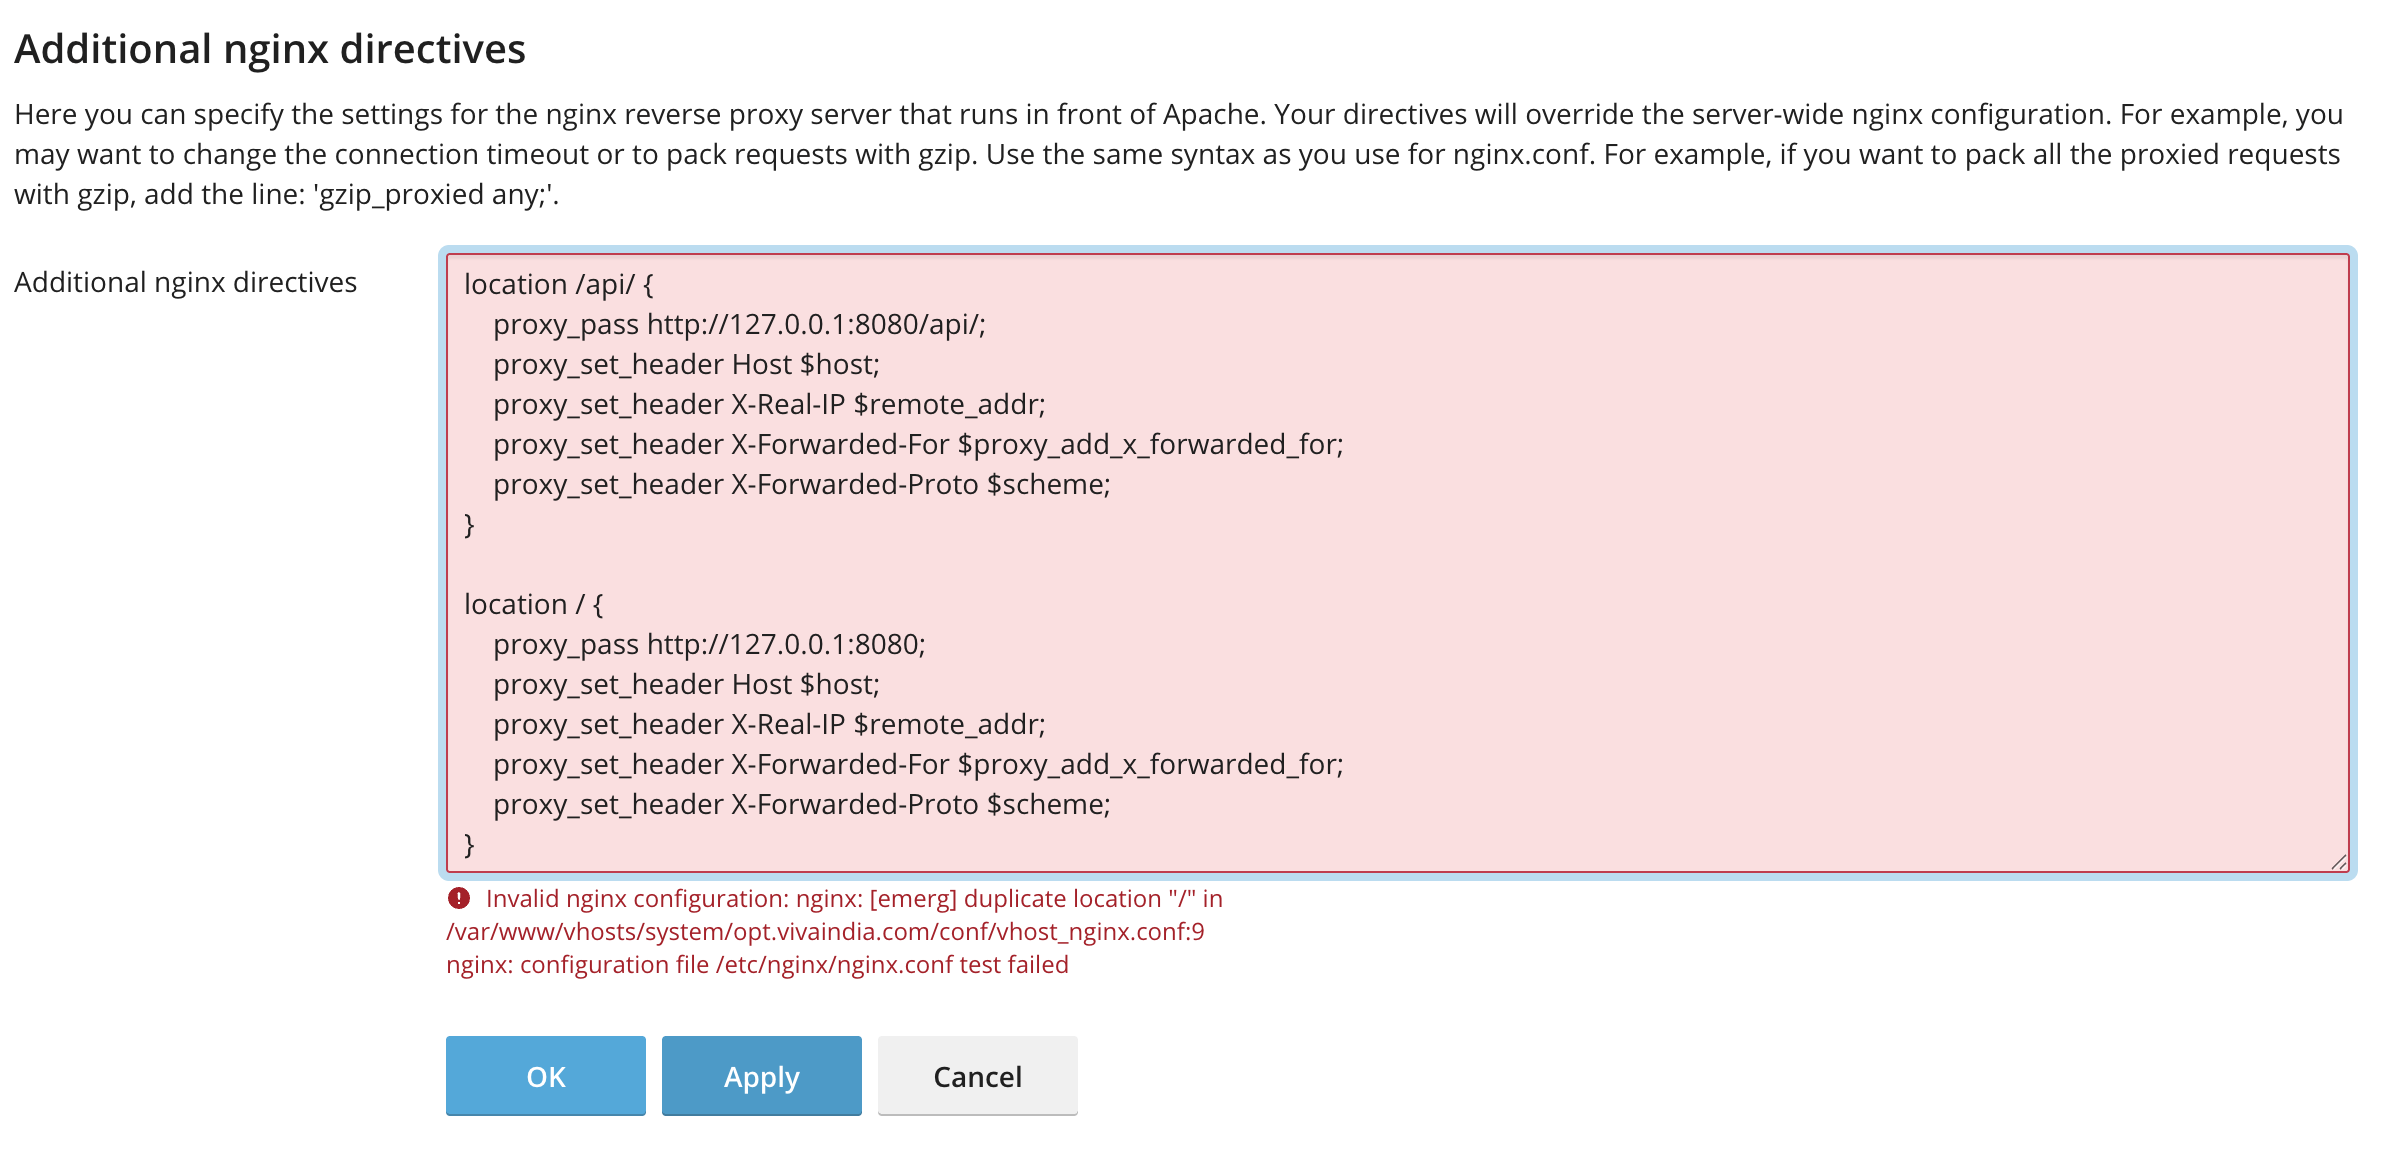 Additional nginx directives
Here you can specify the settings for the nginx reverse proxy server that runs in front of Apache. Your directives will override the server-wide nginx configuration. For example, you
may want to change the connection timeout or to pack requests with gzip. Use the same syntax as you use for nginx.conf. For example, if you want to pack all the proxied requests
with gzip, add the line: 'gzip_proxied any;'.
Additional nginx directives
location /api/ {
    proxy_pass http://127.0.0.1:8080/api/;
    proxy_set_header Host $host;
    proxy_set_header X-Real-IP $remote_addr;
    proxy_set_header X-Forwarded-For $proxy_add_x_forwarded_for;
    proxy_set_header X-Forwarded-Proto $scheme;
}
location / {
    proxy_pass http://127.0.0.1:8080;
    proxy_set_header Host $host;
    proxy_set_header X-Real-IP $remote_addr;
    proxy_set_header X-Forwarded-For $proxy_add_x_forwarded_for;
    proxy_set_header X-Forwarded-Proto $scheme;
}
Invalid nginx configuration: nginx: [emerg] duplicate location "/" in
/var/www/vhosts/system/opt.vivaindia.com/conf/vhost_nginx.conf:9
nginx: configuration file /etc/nginx/nginx.conf test failed
OK
Apply
Cancel